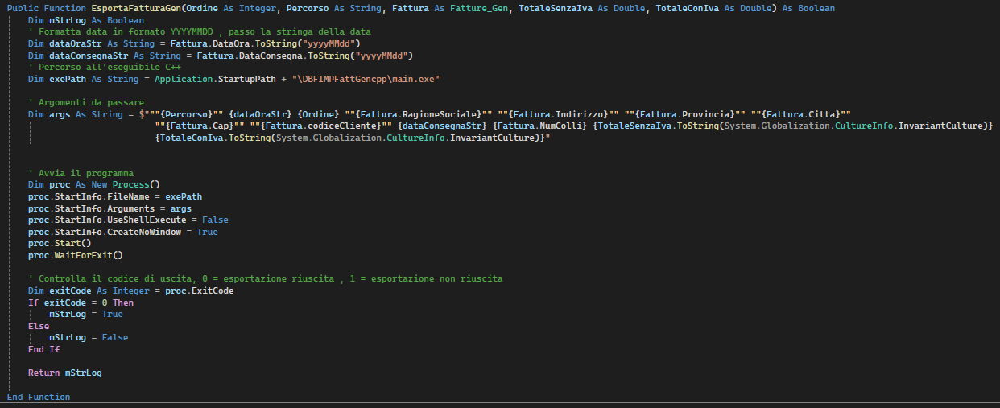 Public Function EsportaFatturaGen(Ordine As Integer, Percorso As String, Fattura As Fatture_Gen, TotaleSenzaIva As Double, TotaleConIva As Double) As Boolean
Dim mStrLog As Boolean
' Formatta data in formato YYYYMMDD , passo la stringa della data
Dim dataOraStr As String = Fattura.DataOra.ToString("yyyyMMdd")
Dim dataConsegnaStr As String = Fattura.DataConsegna.ToString("yyyyMMdd")
' Percorso all'eseguibile C++
Dim exePath As String = Application.StartupPath + "\DBFIMPFattGencpp\main.exe"
' Argomenti da passare
Dim args As String = $"""{Percorso}"" {dataOraStr} {Ordine} ""{Fattura.RagioneSociale}"" ""{Fattura.Indirizzo}"" ""{Fattura.Provincia}"" ""{Fattura.Citta}""
""{Fattura.Cap}"" ""{Fattura.codiceCliente}"" {dataConsegnaStr} {Fattura.NumColli} {TotaleSenzaIva.ToString(System.Globalization.CultureInfo.InvariantCulture)}
{TotaleConIva.ToString(System.Globalization.CultureInfo.InvariantCulture)}"
' Avvia il programma
Dim proc As New Process()
proc.StartInfo.FileName = exePath
proc.StartInfo.Arguments = args
proc.StartInfo.UseShellExecute = False
proc.StartInfo.CreateNoWindow = True
proc.Start()
proc.WaitForExit()
' Controlla il codice di uscita, 0 = esportazione riuscita , 1 = esportazione non riuscita
Dim exitCode As Integer = proc.ExitCode
If exitCode = 0 Then
mStrLog = True
Else
mStrLog = False
End If
Return mStrLog
End Function